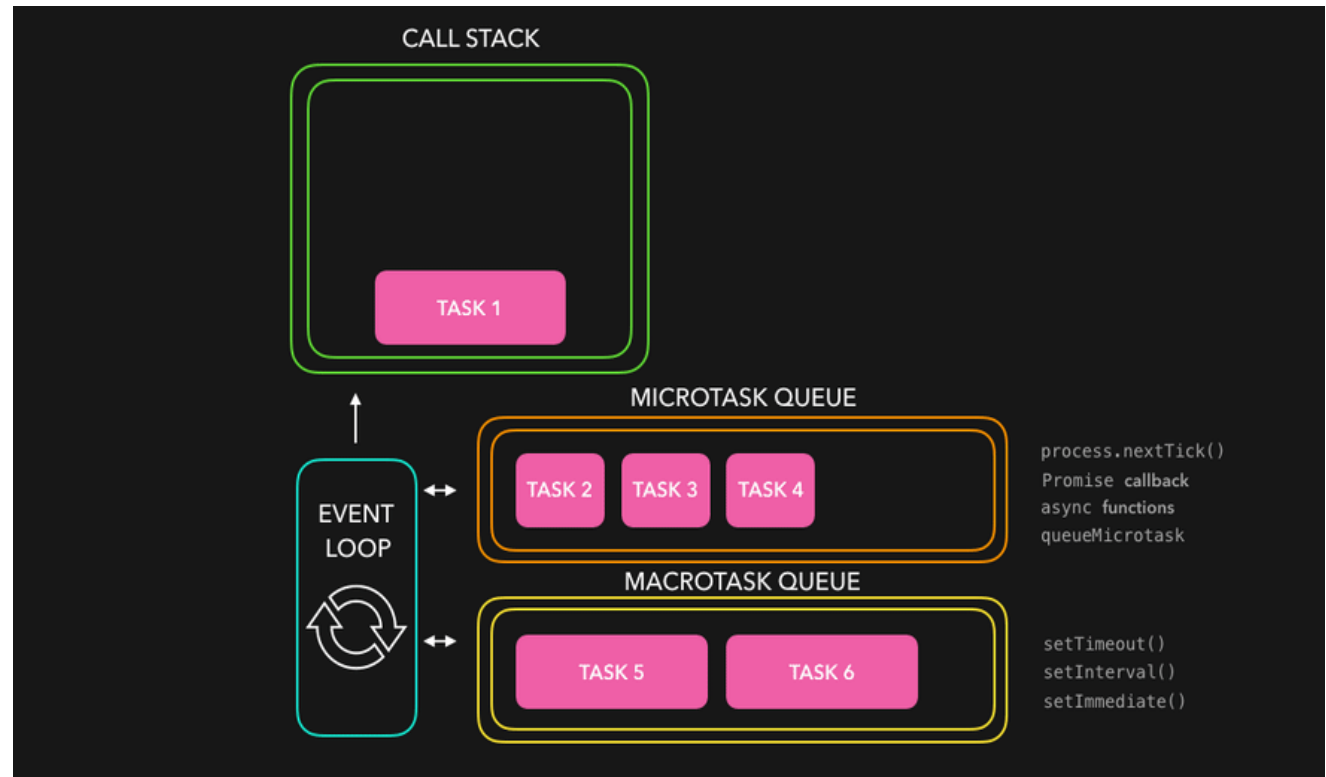 CALL STACK
TASK 1
MICROTASK QUEUE
TASK 2 TASK 3 TASK 4
process.nextTick()
Promise callback
async functions
queueMicrotask
EVENT
LOOP
MACROTASK QUEUE
TASK 5 TASK 6
setTimeout()
setInterval()
setImmediate()